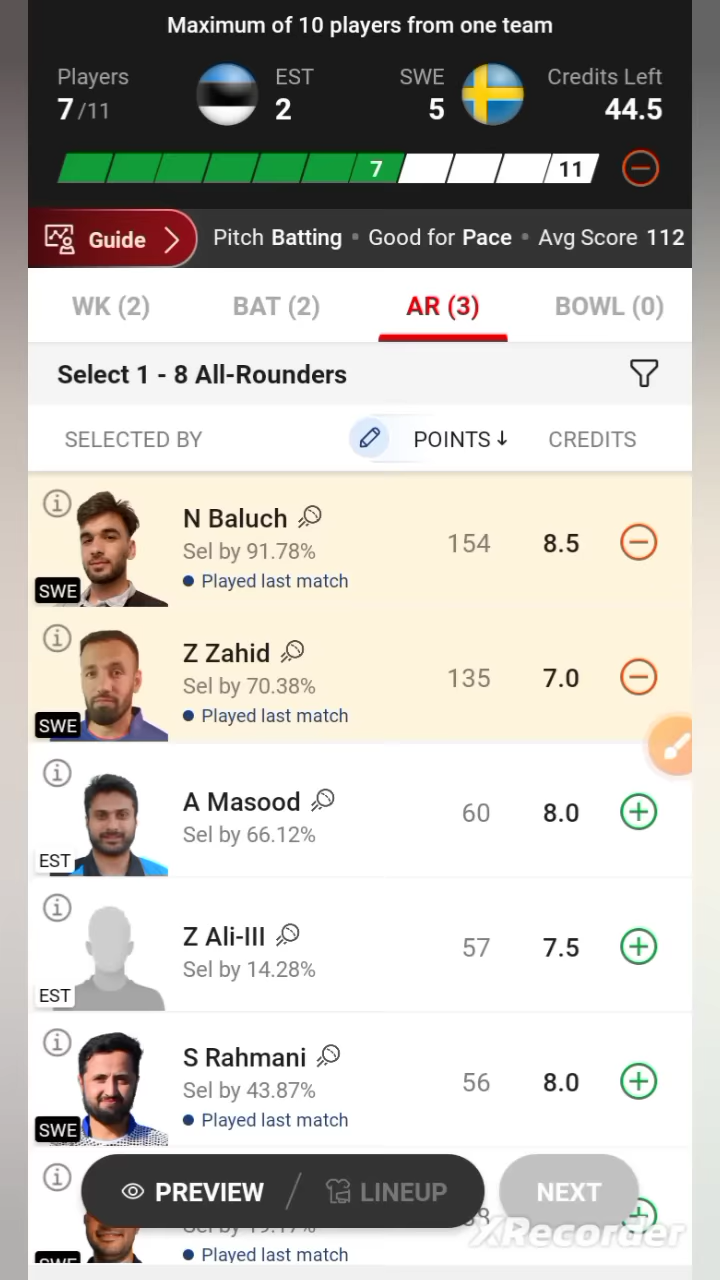 Maximum of 10 players from one team
Players EST SWE Credits Left
7/11 2 5 44.5
7 11
Guide Pitch Batting • Good for Pace • Avg Score 112
WK (2) BAT (2) AR (3) BOWL (0)
Select 1 - 8 All-Rounders
SELECTED BY POINTS↓ CREDITS
N Baluch
Sel by 91.78% 154 8.5
Played last match
SWE
Z Zahid
Sel by 70.38% 135 7.0
Played last match
SWE
A Masood
Sel by 66.12% 60 8.0
EST
Z Ali-III
Sel by 14.28% 57 7.5
EST
S Rahmani
Sel by 43.87% 56 8.0
Played last match
SWE
PREVIEW / LINEUP NEXT
XRecorder
Played last match
SWE